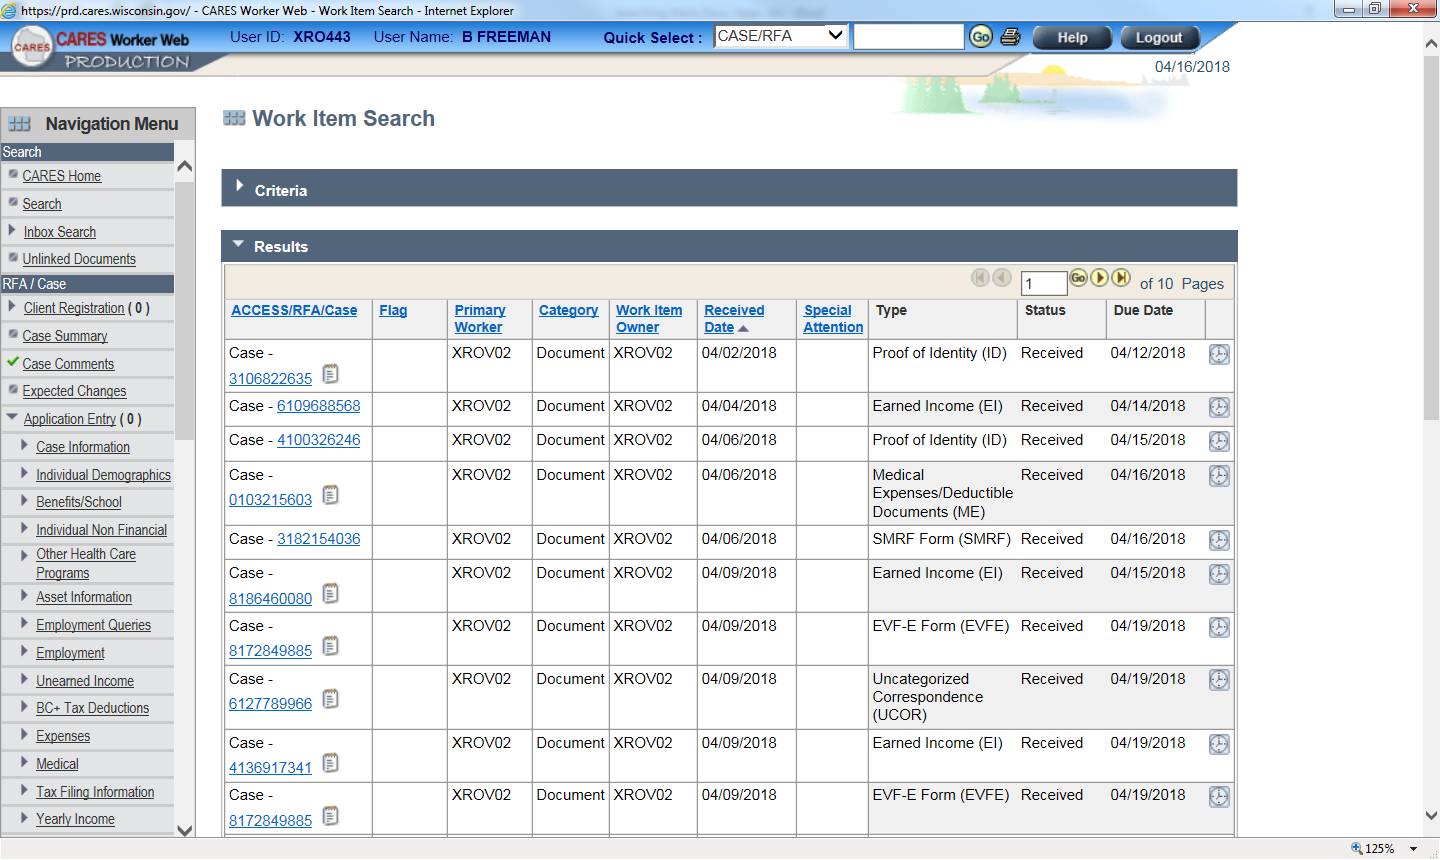 https://prd.cares.wisconsin.gov/ - CARES Worker Web - Work Item Search - Internet Explorer
CARES
CARES Worker Web
PRODUCTION
User ID: XRO443 User Name: B FREEMAN Quick Select : CASE/RFA Go Help Logout
04/16/2018
Navigation Menu
Search
CARES Home
Search
Inbox Search
Unlinked Documents
RFA / Case
Client Registration ( 0 )
Case Summary
Case Comments
Expected Changes
Application Entry ( 0 )
Case Information
Individual Demographics
Benefits/School
Individual Non Financial
Other Health Care
Programs
Asset Information
Employment Queries
Employment
Unearned Income
BC+ Tax Deductions
Expenses
Medical
Tax Filing Information
Yearly Income
Work Item Search
Criteria
Results
1 Go of 10 Pages
ACCESS/RFA/Case Flag Primary Category Work Item Received Special Type Status Due Date
Worker Owner Date Attention
Case - XROV02 Document XROV02 04/02/2018 Proof of Identity (ID) Received 04/12/2018
3106822635
Case - 6109688568 XROV02 Document XROV02 04/04/2018 Earned Income (EI) Received 04/14/2018
Case - 4100326246 XROV02 Document XROV02 04/06/2018 Proof of Identity (ID) Received 04/15/2018
Case - XROV02 Document XROV02 04/06/2018 Medical Received 04/16/2018
0103215603 Expenses/Deductible
Documents (ME)
Case - 3182154036 XROV02 Document XROV02 04/06/2018 SMRF Form (SMRF) Received 04/16/2018
Case - XROV02 Document XROV02 04/09/2018 Earned Income (EI) Received 04/15/2018
8186460080
Case - XROV02 Document XROV02 04/09/2018 EVF-E Form (EVFE) Received 04/19/2018
8172849885
Case - XROV02 Document XROV02 04/09/2018 Uncategorized Received 04/19/2018
6127789966 Correspondence
(UCOR)
Case - XROV02 Document XROV02 04/09/2018 Earned Income (EI) Received 04/19/2018
4136917341
Case - XROV02 Document XROV02 04/09/2018 EVF-E Form (EVFE) Received 04/19/2018
8172849885
125%